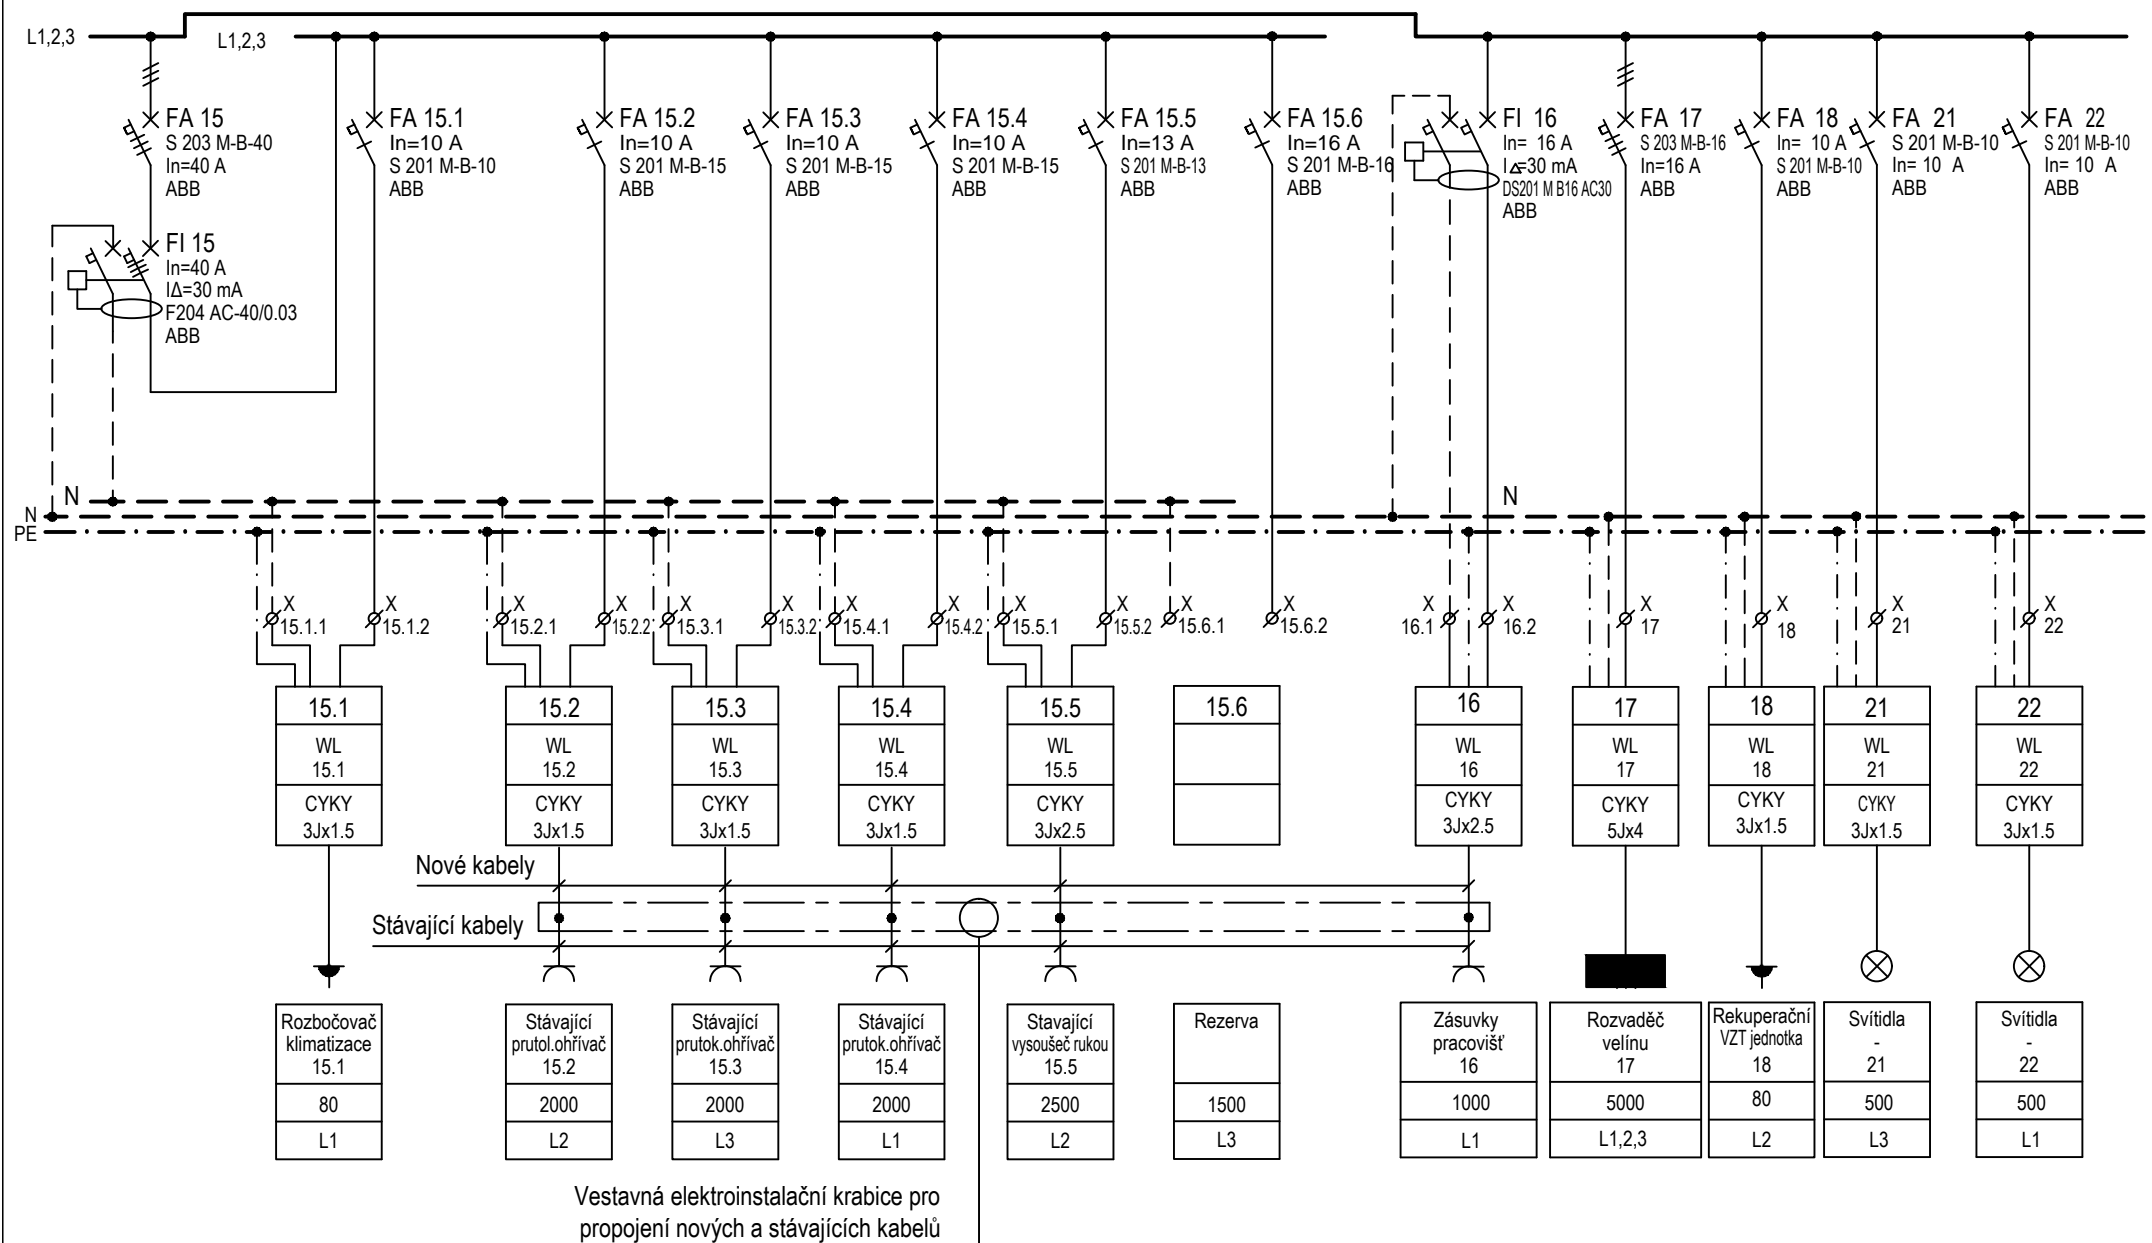 L1,2,3
L1,2,3
FA 15
S 203 M-B-40
In=40 A
ABB
FI 15
In=40 A
IΔ=30 mA
F204 AC-40/0.03
ABB
FA 15.1
In=10 A
S 201 M-B-10
ABB
FA 15.2
In=10 A
S 201 M-B-15
ABB
FA 15.3
In=10 A
S 201 M-B-15
ABB
FA 15.4
In=10 A
S 201 M-B-15
ABB
FA 15.5
In=13 A
S 201 M-B-13
ABB
FA 15.6
In=16 A
S 201 M-B-16
ABB
FI 16
In= 16 A
IΔ=30 mA
DS201 M B16 AC30
ABB
FA 17
S 203 M-B-16
In=16 A
ABB
FA 18
In= 10 A
S 201 M-B-10
ABB
FA 21
S 201 M-B-10
In= 10 A
ABB
FA 22
S 201 M-B-10
In= 10 A
ABB
N
N
N
PE
X
15.1.1
X
15.1.2
X
15.2.1
X
15.2.2
X
15.3.1
X
15.3.2
X
15.4.1
X
15.4.2
X
15.5.1
X
15.5.2
X
15.6.1
X
15.6.2
X
16.1
X
16.2
X
17
X
18
X
21
X
22
15.1
WL
15.1
CYKY
3Jx1.5
15.2
WL
15.2
CYKY
3Jx1.5
15.3
WL
15.3
CYKY
3Jx1.5
15.4
WL
15.4
CYKY
3Jx1.5
15.5
WL
15.5
CYKY
3Jx2.5
15.6
16
WL
16
CYKY
3Jx2.5
17
WL
17
CYKY
5Jx4
18
WL
18
CYKY
3Jx1.5
21
WL
21
CYKY
3Jx1.5
22
WL
22
CYKY
3Jx1.5
Nové kabely
Stávající kabely
Rozbočovač
klimatizace
15.1
80
L1
Stávající
prutol.ohřívač
15.2
2000
L2
Stávající
prutok.ohřívač
15.3
2000
L3
Stávající
prutok.ohřívač
15.4
2000
L1
Stavající
vysoušeč rukou
15.5
2500
L2
Rezerva
1500
L3
Zásuvky
pracovišť
16
1000
L1
Rozvaděč
velínu
17
5000
L1,2,3
Rekuperační
VZT jednotka
18
80
L2
Svítidla
-
21
500
L3
Svítidla
-
22
500
L1
Vestavná elektroinstalační krabice pro
propojení nových a stávajících kabelů